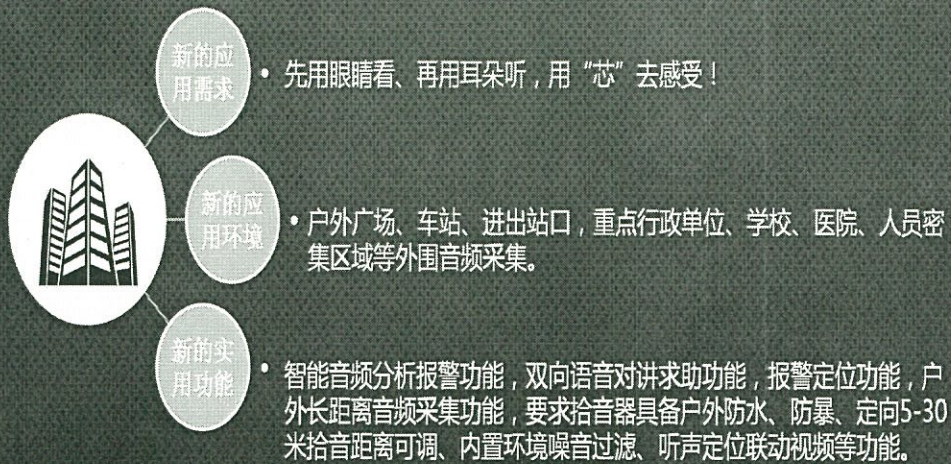 新的应
用需求
• 先用眼睛看、再用耳朵听，用“芯”去感受！
新的应
用环境
• 户外广场、车站、进出站口，重点行政单位、学校、医院、人员密
集区域等外围音频采集。
新的实
用功能
• 智能音频分析报警功能，双向语音对讲求助功能，报警定位功能，户
外长距离音频采集功能，要求拾音器具备户外防水、防暴、定向5-30
米拾音距离可调、内置环境噪音过滤、听声定位联动视频等功能。